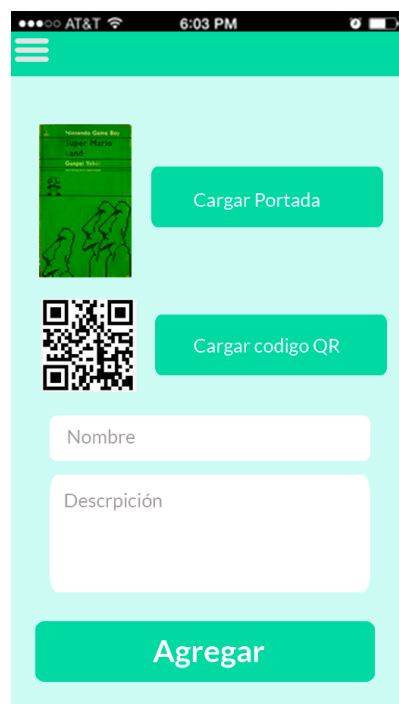 AT&T 6:03 PM
Nintendo Game Boy
Super Mario
Land
Gunpei Yokoi
Cargar Portada
Cargar codigo QR
Nombre
Descrpición
Agregar